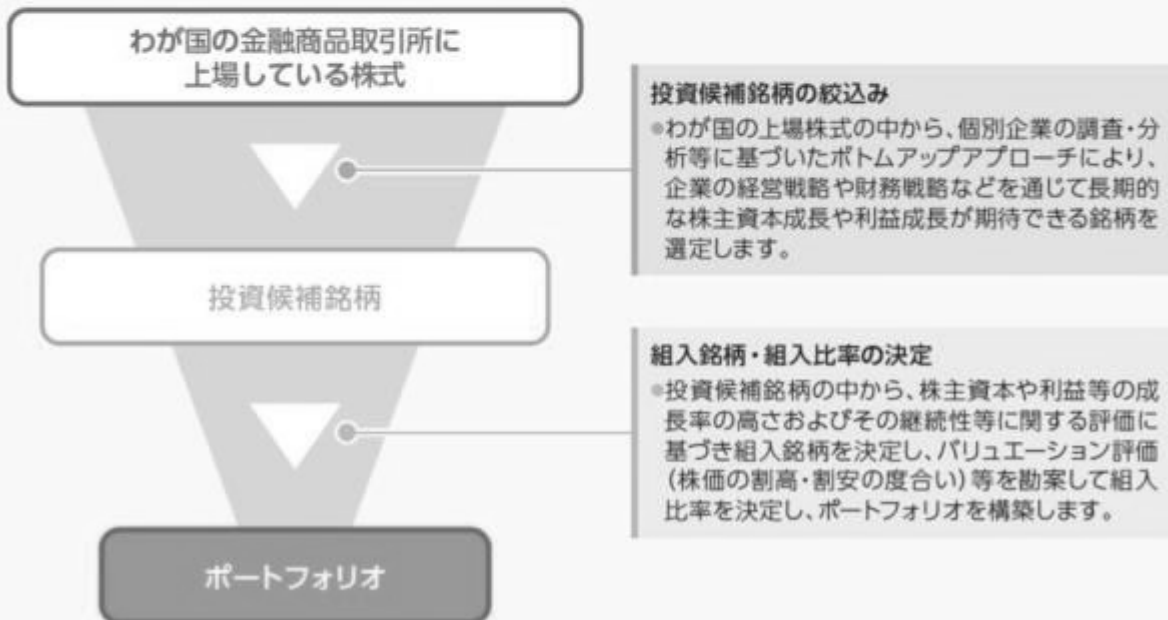 わが国の金融商品取引所に
上場している株式
投資候補銘柄の絞込み
●わが国の上場株式の中から、個別企業の調査・分
析等に基づいたボトムアップアプローチにより、
企業の経営戦略や財務戦略などを通じて長期的
な株主資本成長や利益成長が期待できる銘柄を
選定します。
投資候補銘柄
組入銘柄・組入比率の決定
●投資候補銘柄の中から、株主資本や利益等の成
長率の高さおよびその継続性等に関する評価に
基づき組入銘柄を決定し、バリュエーション評価
(株価の割高・割安の度合い)等を勘案して組入
比率を決定し、ポートフォリオを構築します。
ポートフォリオ